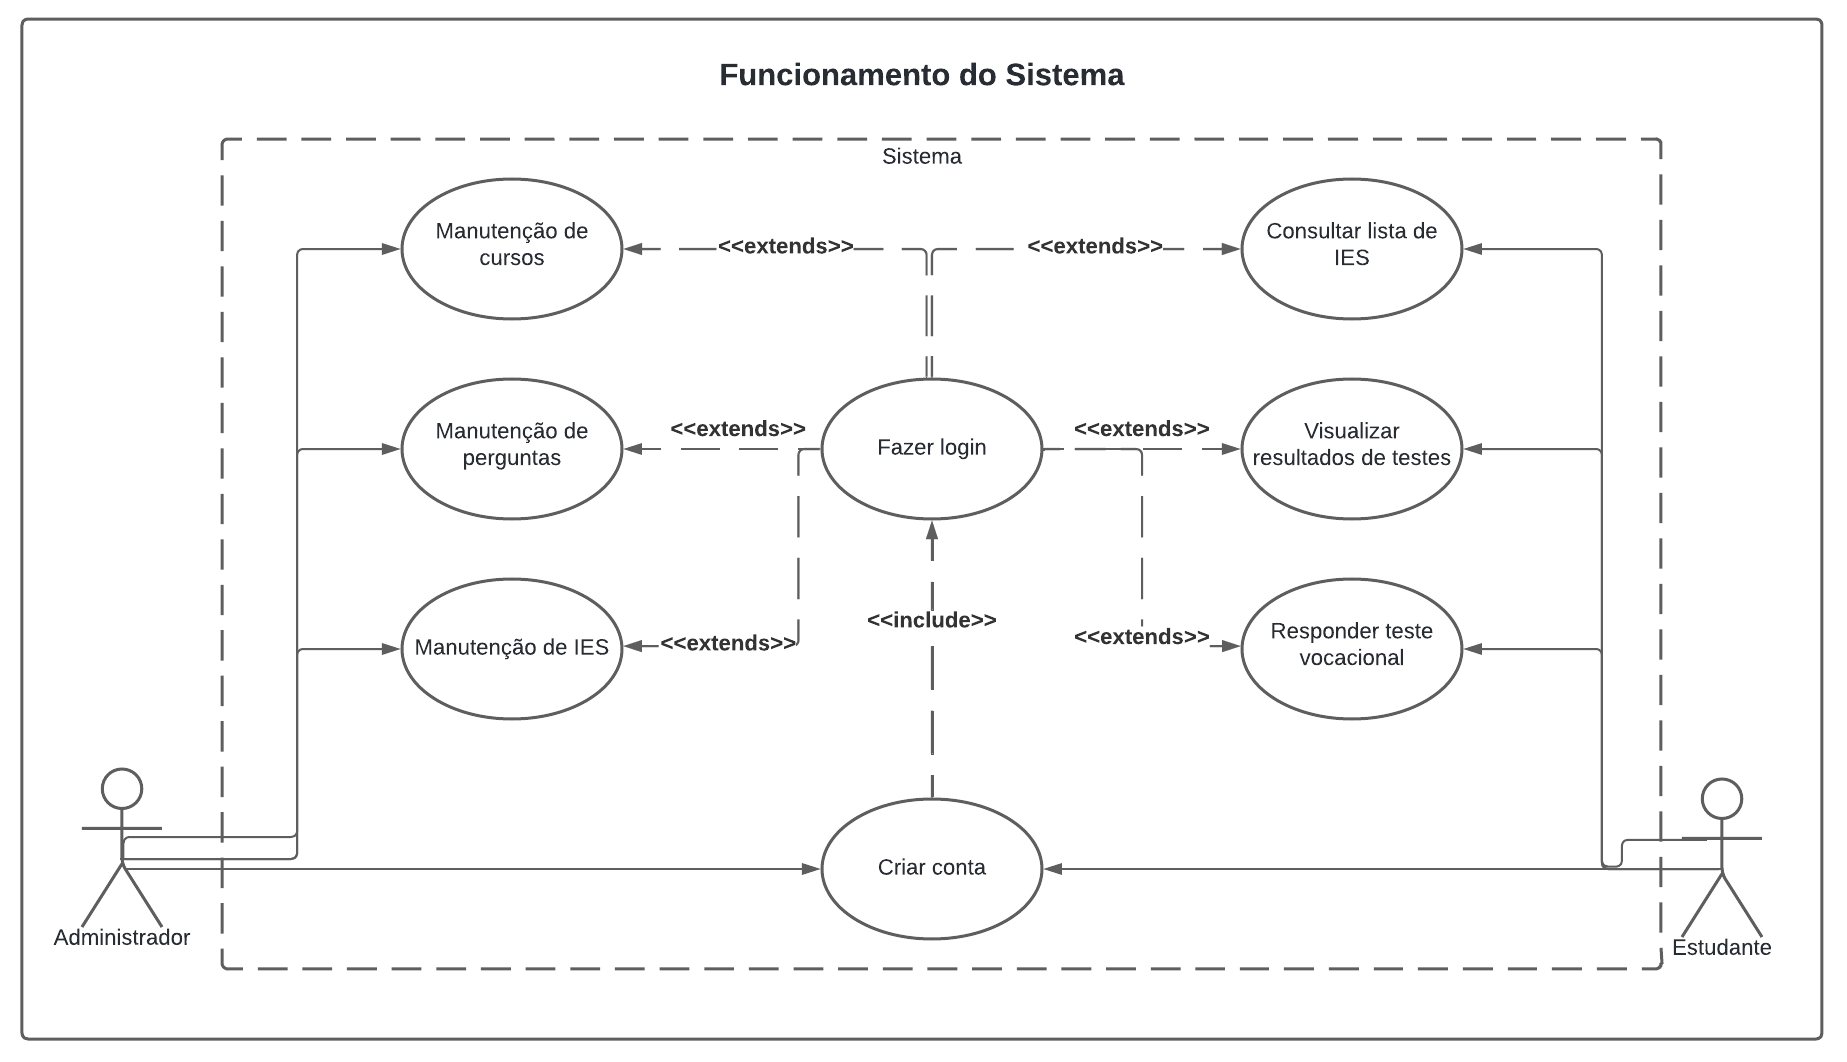 Funcionamento do Sistema
Sistema
Manutenção de
cursos
<<extends>>
<<extends>>
Consultar lista de
IES
Manutenção de
perguntas
<<extends>>
Fazer login
<<extends>>
Visualizar
resultados de testes
Manutenção de IES
<<extends>>
<<include>>
<<extends>>
Responder teste
vocacional
Criar conta
Administrador
Estudante